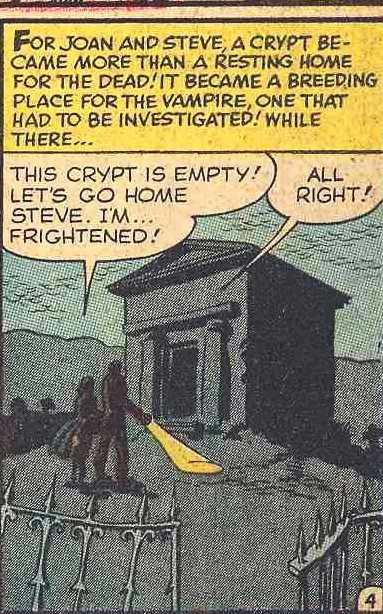 FOR JOAN AND STEVE, A CRYPT BE-
CAME MORE THAN A RESTING HOME
FOR THE DEAD! IT BECAME A BREEDING
PLACE FOR THE VAMPIRE, ONE THAT
HAD TO BE INVESTIGATED! WHILE
THERE...
THIS CRYPT IS EMPTY!
LET'S GO HOME
STEVE. I'M...
FRIGHTENED!
ALL
RIGHT!
4